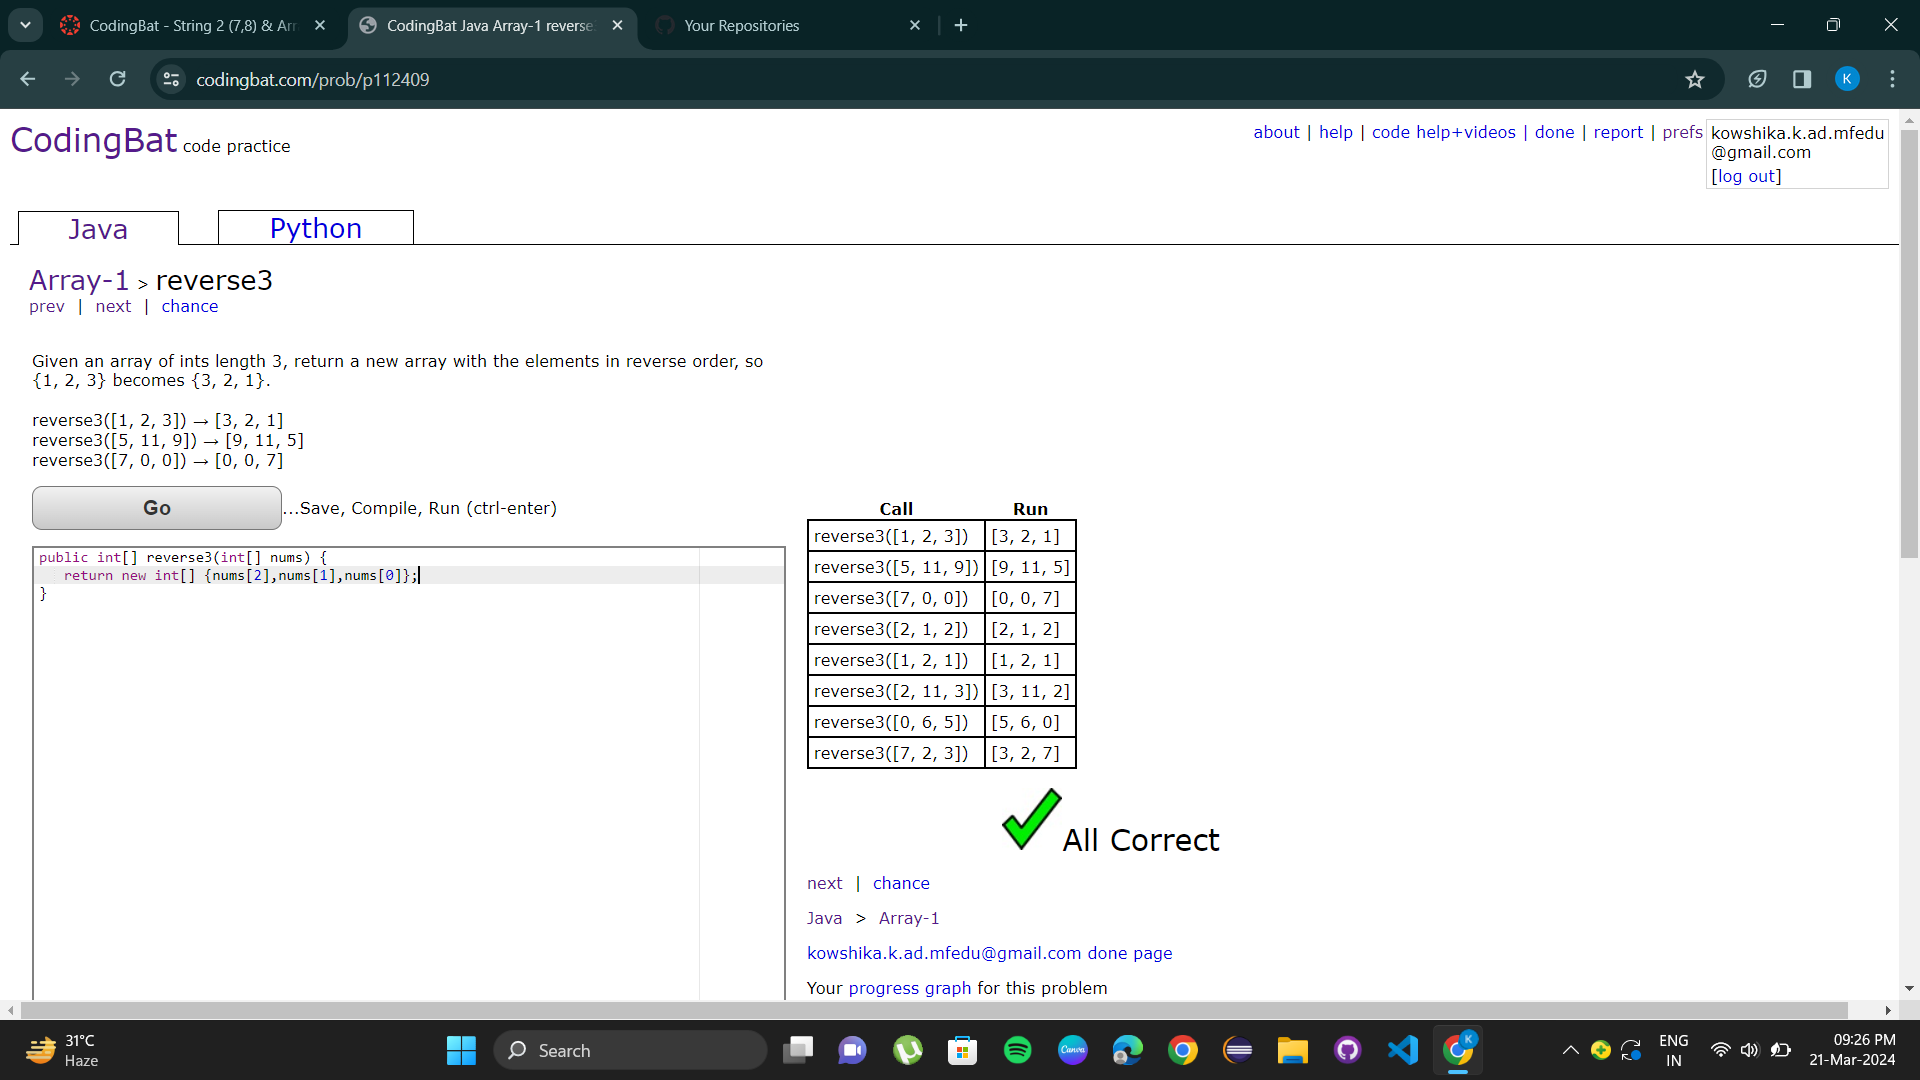 CodingBat - String 2 (7,8) & Arr
CodingBat Java Array-1 reverse
Your Repositories
codingbat.com/prob/p112409
K
CodingBat code practice
about | help | code help+videos | done | report | prefs
kowshika.k.ad.mfedu
@gmail.com
[log out]
Java
Python
Array-1 > reverse3
prev | next | chance
Given an array of ints length 3, return a new array with the elements in reverse order, so
{1, 2, 3} becomes {3, 2, 1}.
reverse3([1, 2, 3]) → [3, 2, 1]
reverse3([5, 11, 9]) → [9, 11, 5]
reverse3([7, 0, 0]) → [0, 0, 7]
Go
...Save, Compile, Run (ctrl-enter)
public int[] reverse3(int[] nums) {
return new int[] {nums[2],nums[1],nums[0]};
}
Call Run
reverse3([1, 2, 3]) [3, 2, 1]
reverse3([5, 11, 9]) [9, 11, 5]
reverse3([7, 0, 0]) [0, 0, 7]
reverse3([2, 1, 2]) [2, 1, 2]
reverse3([1, 2, 1]) [1, 2, 1]
reverse3([2, 11, 3]) [3, 11, 2]
reverse3([0, 6, 5]) [5, 6, 0]
reverse3([7, 2, 3]) [3, 2, 7]
All Correct
next | chance
Java > Array-1
kowshika.k.ad.mfedu@gmail.com done page
Your progress graph for this problem
31°C
Haze
Search
Canva
K
ENG
IN
09:26 PM
21-Mar-2024